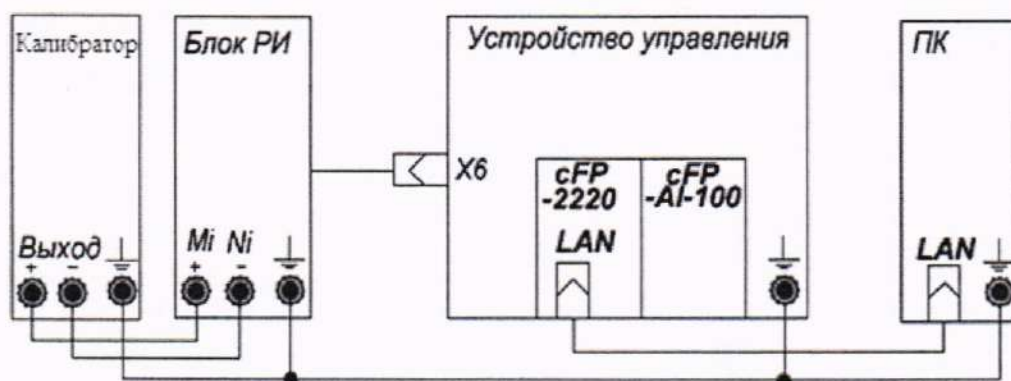 Калибратор
Блок РИ
Устройство управления
ПК
X6
cFP
-2220
cFP
-AI-100
LAN
LAN
Выход
+ -
Mi Ni
+ -